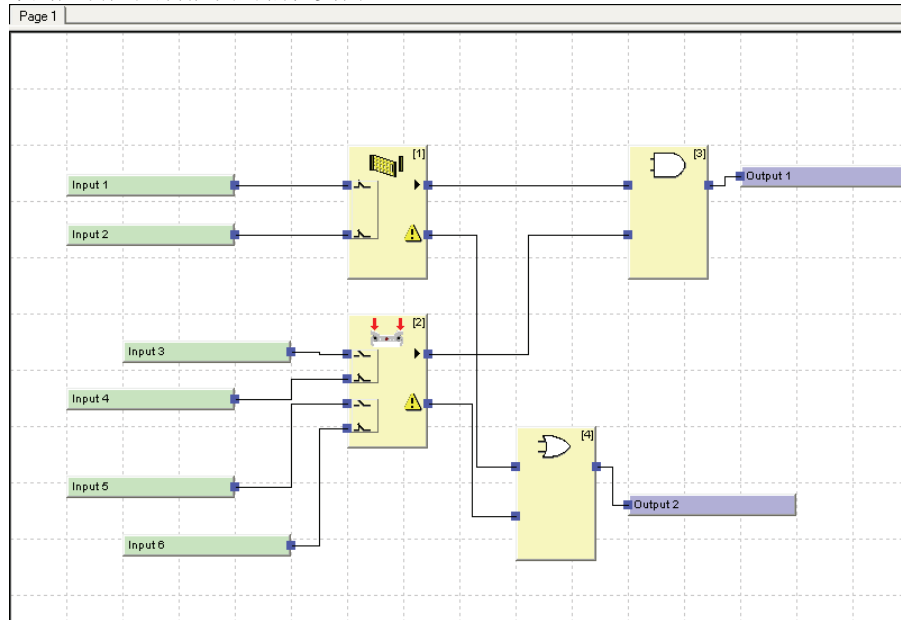 Page 1
[1]
[3]
Input 1
Output 1
Input 2
[2]
Input 3
Input 4
[4]
Input 5
Output 2
Input 6